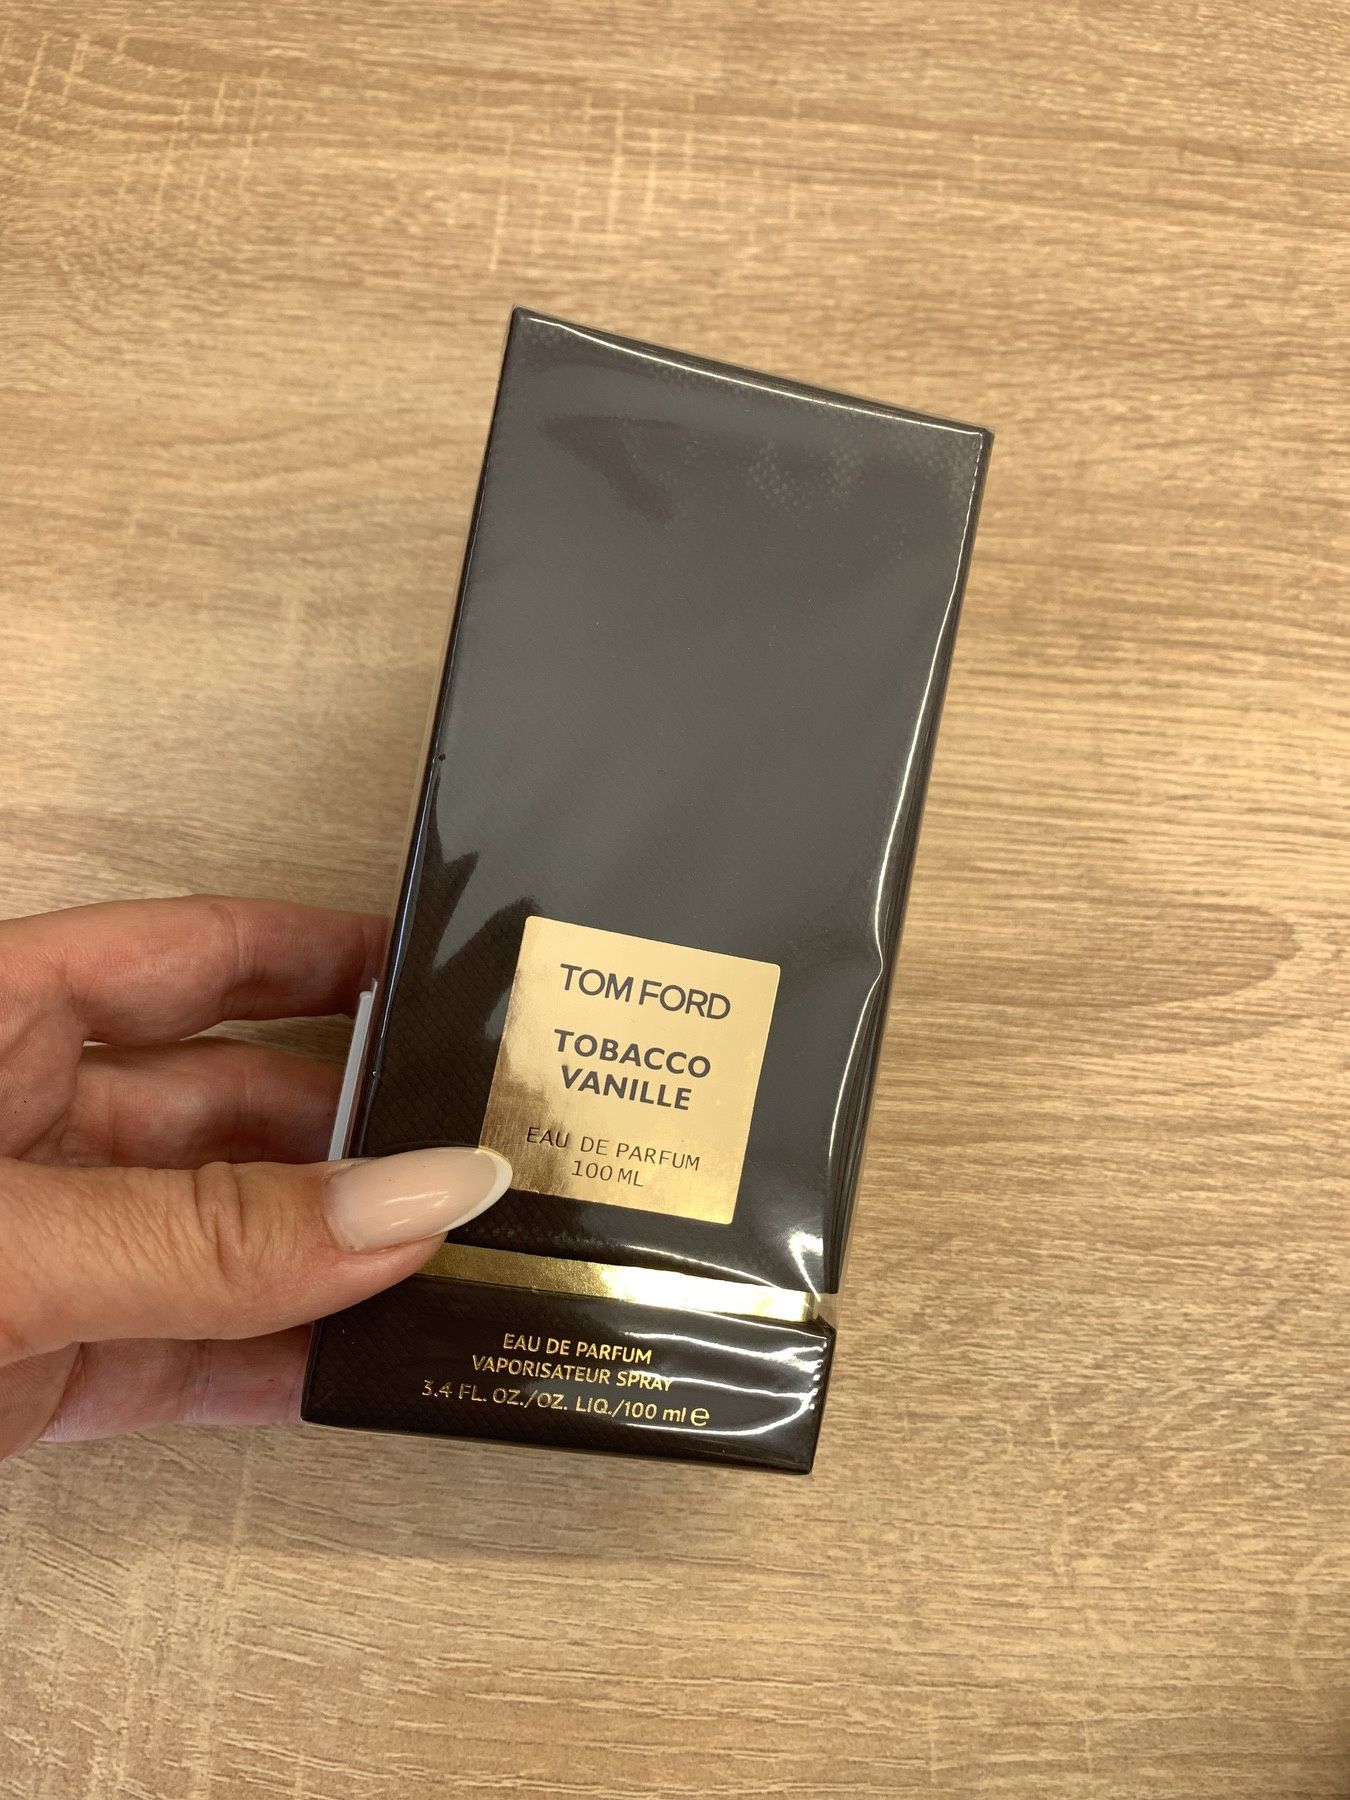 TOM FORD
TOBACCO
VANILLE
EAU DE PARFUM
100 ML
EAU DE PARFUM
VAPORISATEUR SPRAY
3.4 FL. OZ./OZ. LIQ./100 ml ℮